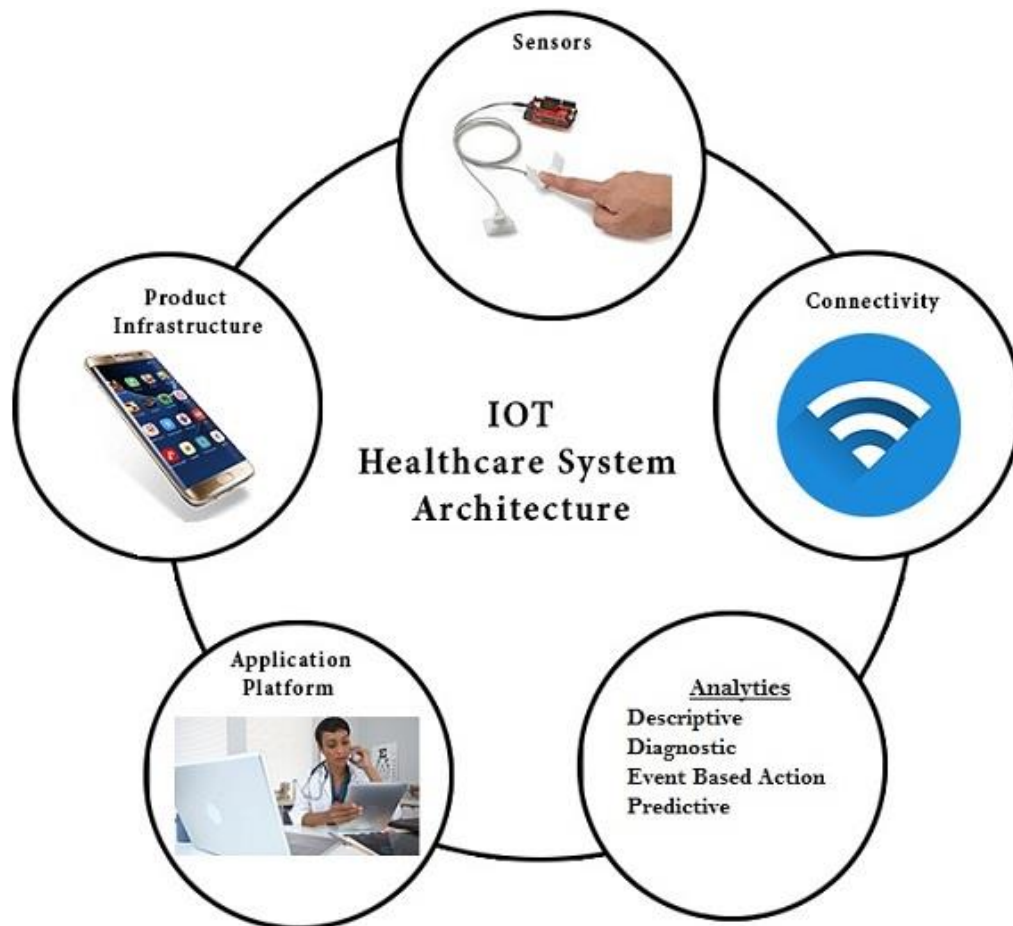 Sensors
Product
Infrastructure
Connectivity
IOT
Healthcare System
Architecture
Application
Platform
Analyties
Descriptive
Diagnostic
Event Based Action
Predictive